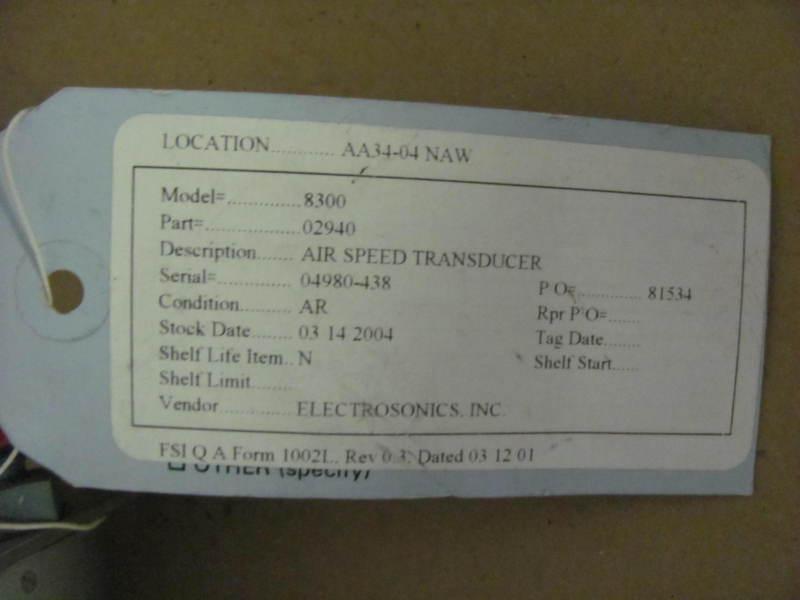 LOCATION............ AA34-04 NAW
Model=............8300
Part=................02940
Description....... AIR SPEED TRANSDUCER
Serial=............... 04980-438
P O=............. 81534
Condition........... AR
Rpr P O=......
Stock Date......... 03 14 2004
Tag Date.......
Shelf Life Item.. N
Shelf Start.....
Shelf Limit........
Vendor.............. ELECTROSONICS, INC.
FSI Q A Form 1002L, Rev 0.3, Dated 03 12 01
OTHER (specify)